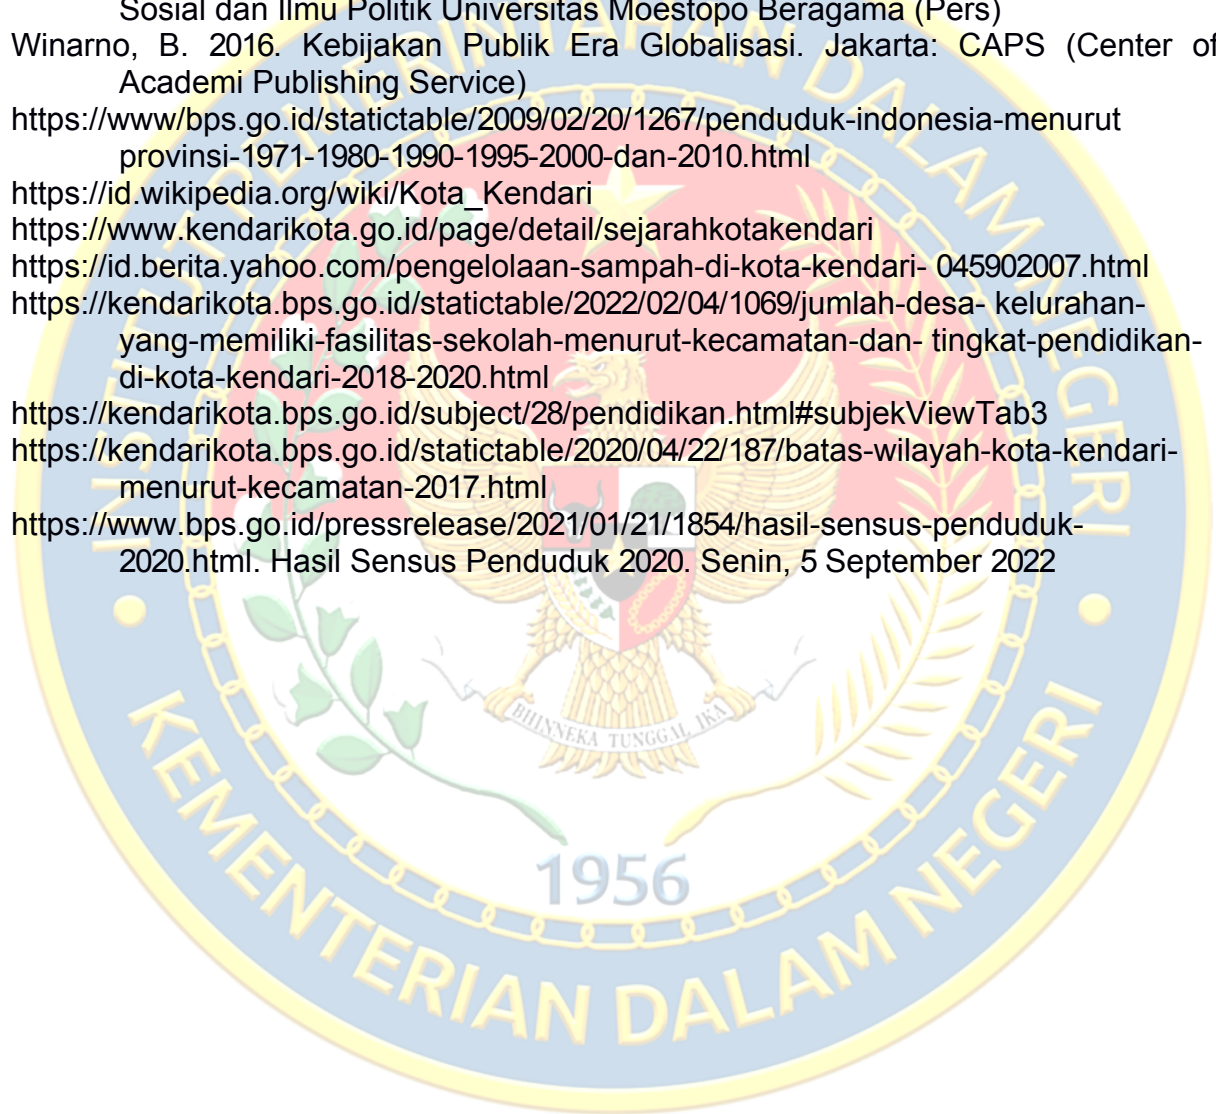 Sosial dan Ilmu Politik Universitas Moestopo Beragama (Pers)
Winarno, B. 2016. Kebijakan Publik Era Globalisasi. Jakarta: CAPS (Center of
Academi Publishing Service)
https://www/bps.go.id/statictable/2009/02/20/1267/penduduk-indonesia-menurut
provinsi-1971-1980-1990-1995-2000-dan-2010.html
https://id.wikipedia.org/wiki/Kota_Kendari
https://www.kendarikota.go.id/page/detail/sejarahkotakendari
https://id.berita.yahoo.com/pengelolaan-sampah-di-kota-kendari- 045902007.html
https://kendarikota.bps.go.id/statictable/2022/02/04/1069/jumlah-desa- kelurahan-
yang-memiliki-fasilitas-sekolah-menurut-kecamatan-dan- tingkat-pendidikan-
di-kota-kendari-2018-2020.html
https://kendarikota.bps.go.id/subject/28/pendidikan.html#subjekViewTab3
https://kendarikota.bps.go.id/statictable/2020/04/22/187/batas-wilayah-kota-kendari-
menurut-kecamatan-2017.html
https://www.bps.go.id/pressrelease/2021/01/21/1854/hasil-sensus-penduduk-
2020.html. Hasil Sensus Penduduk 2020. Senin, 5 September 2022
INSTITUT PEMERINTAHAN DALAM NEGERI
BHINNEKA TUNGGAL IKA
1956
KEMENTERIAN DALAM NEGERI